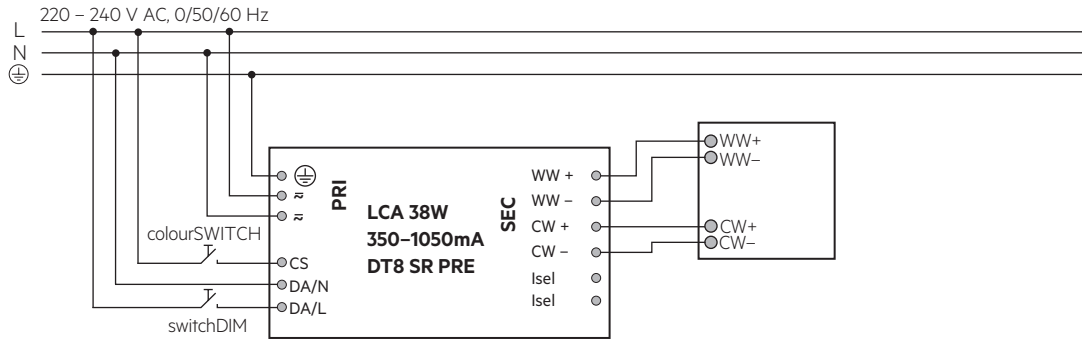 220 – 240 V AC, 0/50/60 Hz
L
N
PRI
LCA 38W
350–1050mA
DT8 SR PRE
SEC
colourSWITCH
CS
DA/N
DA/L
switchDIM
WW +
WW –
CW +
CW –
Isel
Isel
WW+
WW–
CW+
CW–